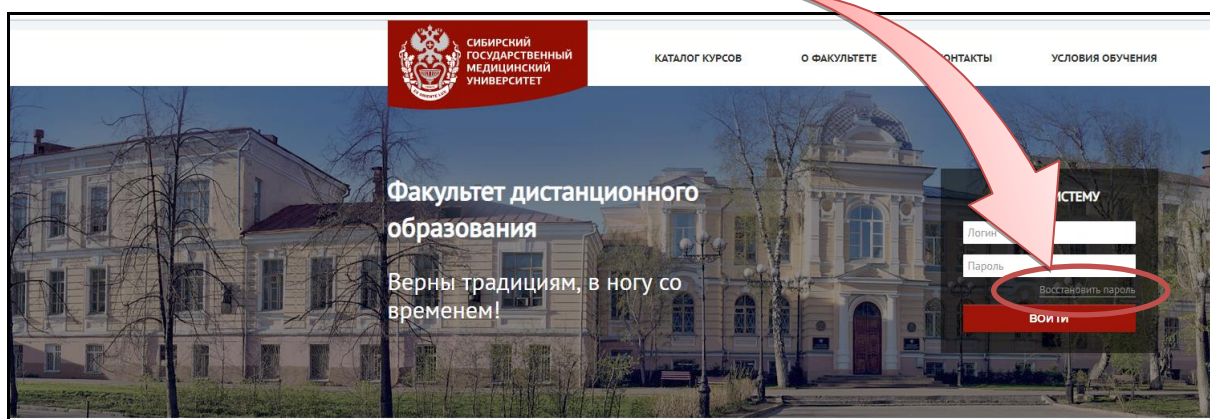 СИБИРСКИЙ
ГОСУДАРСТВЕННЫЙ
МЕДИЦИНСКИЙ
УНИВЕРСИТЕТ
КАТАЛОГ КУРСОВ О ФАКУЛЬТЕТЕ ОНТАКТЫ УСЛОВИЯ ОБУЧЕНИЯ
Факультет дистанционного
образования
Верны традициям, в ногу со
временем!
ИСТЕМУ
Логин
Пароль
Восстановить пароль
ВОЙТИ